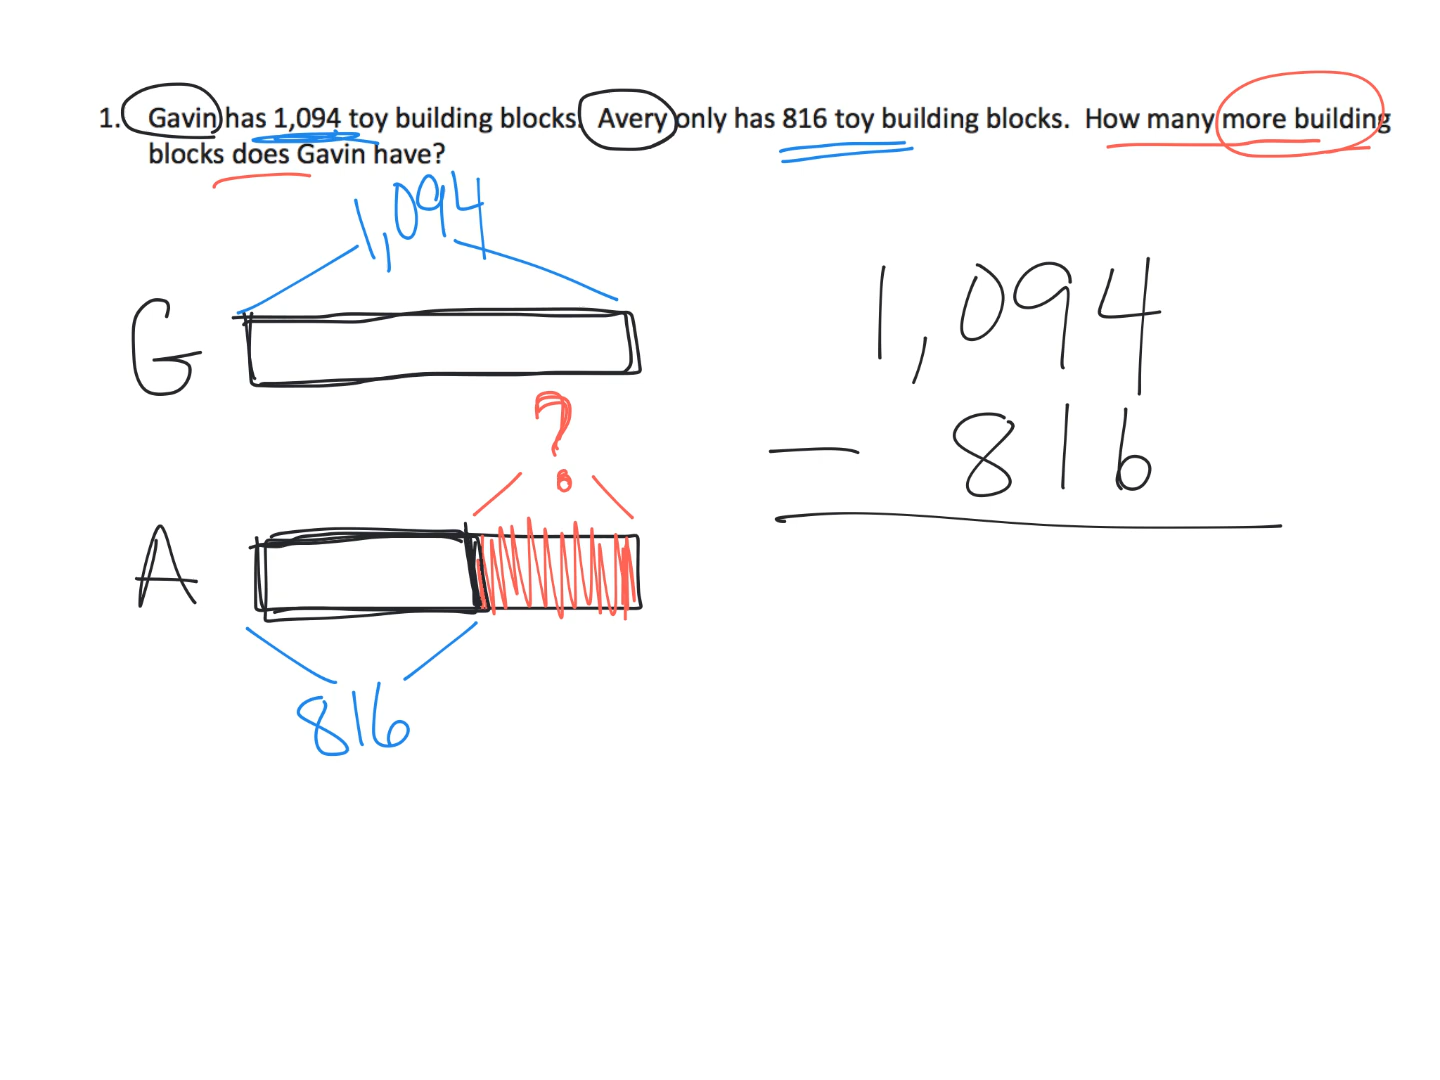 1. Gavin has 1,094 toy building blocks. Avery only has 816 toy building blocks. How many more building
blocks does Gavin have?
1,094
G
?
A
816
1,094
- 816